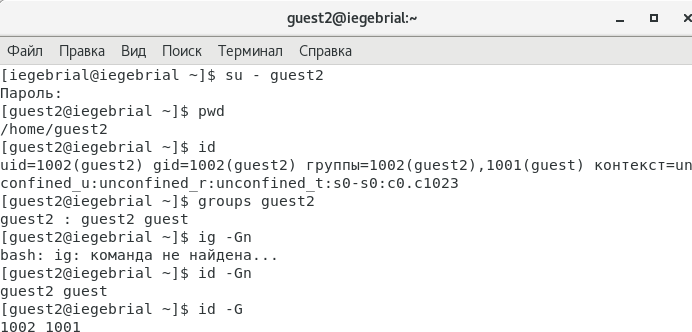 guest2@iegebrial:~
Файл Правка Вид Поиск Терминал Справка
[iegebrial@iegebrial ~]$ su - guest2
Пароль:
[guest2@iegebrial ~]$ pwd
/home/guest2
[guest2@iegebrial ~]$ id
uid=1002(guest2) gid=1002(guest2) группы=1002(guest2),1001(guest) контекст=un
confined_u:unconfined_r:unconfined_t:s0-s0:c0.c1023
[guest2@iegebrial ~]$ groups guest2
guest2 : guest2 guest
[guest2@iegebrial ~]$ ig -Gn
bash: ig: команда не найдена...
[guest2@iegebrial ~]$ id -Gn
guest2 guest
[guest2@iegebrial ~]$ id -G
1002 1001